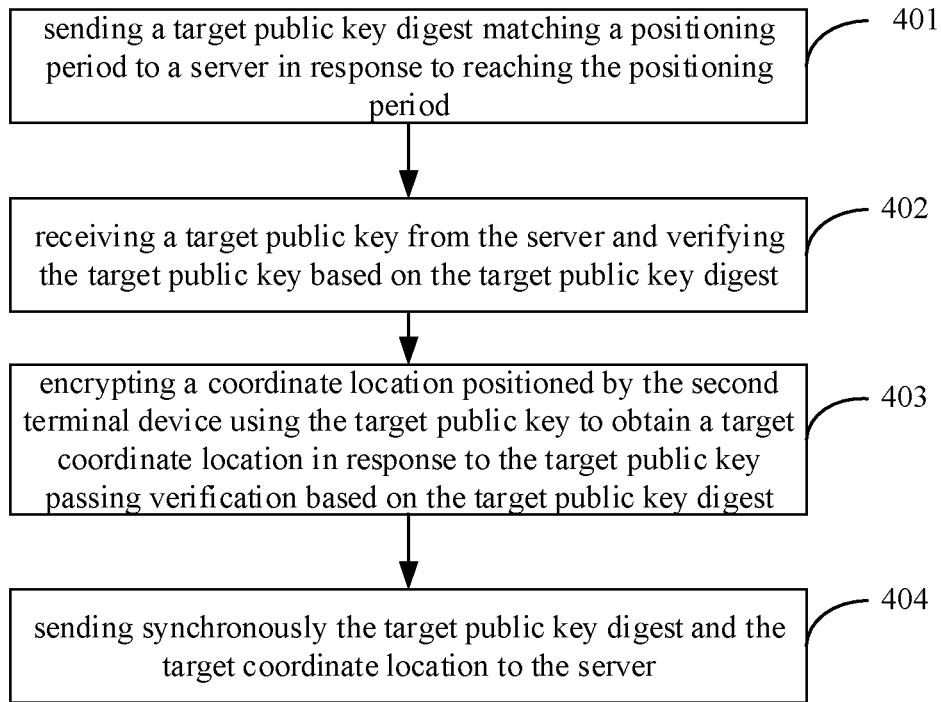 sending a target public key digest matching a positioning
period to a server in response to reaching the positioning
period
401
receiving a target public key from the server and verifying
the target public key based on the target public key digest
402
encrypting a coordinate location positioned by the second
terminal device using the target public key to obtain a target
coordinate location in response to the target public key
passing verification based on the target public key digest
403
sending synchronously the target public key digest and the
target coordinate location to the server
404